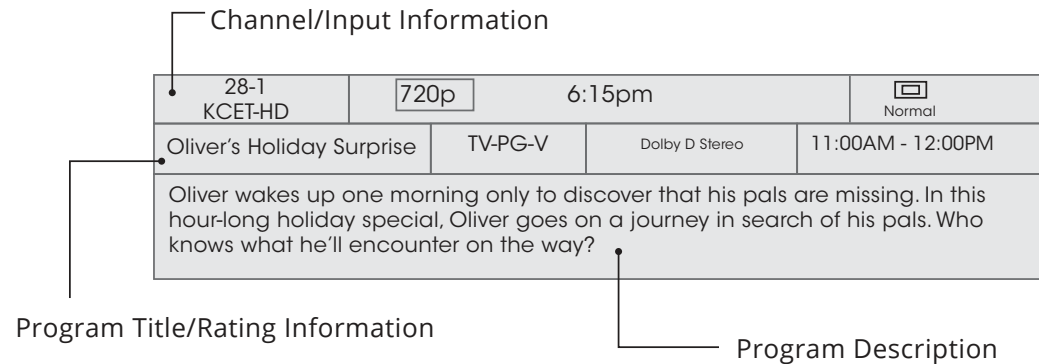 Channel/Input Information
28-1
KCET-HD
720p
6:15pm
Normal
Oliver’s Holiday Surprise
TV-PG-V
Dolby D Stereo
11:00AM - 12:00PM
Oliver wakes up one morning only to discover that his pals are missing. In this
hour-long holiday special, Oliver goes on a journey in search of his pals. Who
knows what he’ll encounter on the way?
Program Title/Rating Information
Program Description